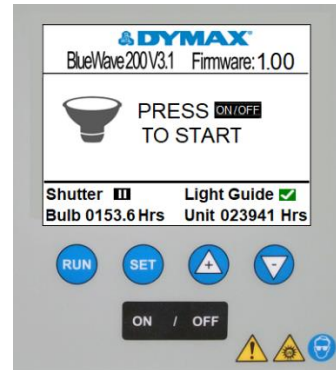 DYMAX
BlueWave 200 V3.1 Firmware: 1.00
PRESS ON/OFF
TO START
Shutter Light Guide
Bulb 0153.6 Hrs Unit 023941 Hrs
RUN SET + -
ON / OFF